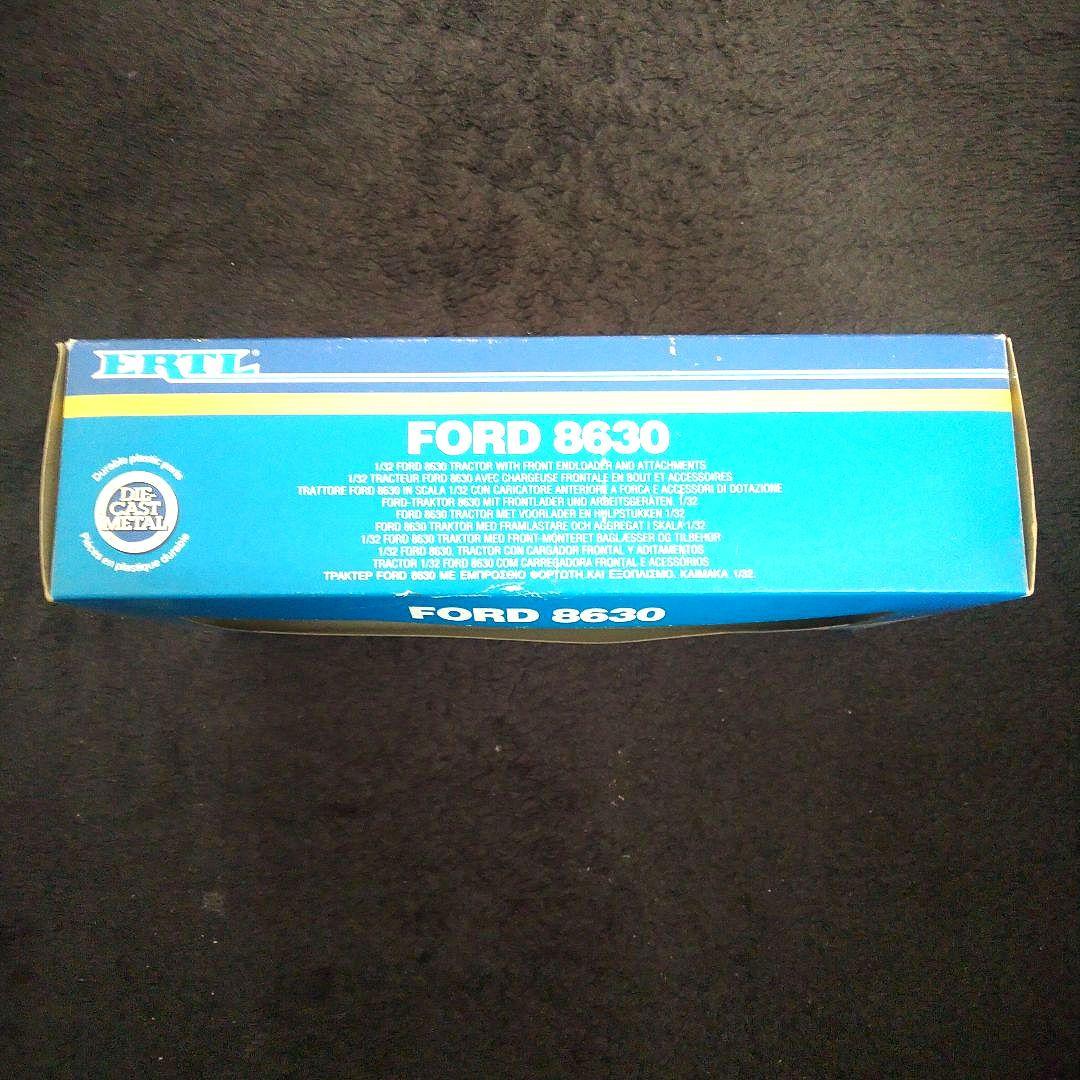 ERTL®
FORD 8630
1/32 FORD 8630 TRACTOR WITH FRONT ENDLOADER AND ATTACHMENTS
1/32 TRACTEUR FORD 8630 AVEC CHARGEUSE FRONTALE EN BOUT ET ACCESSOIRES
TRATTORE FORD 8630 IN SCALA 1/32 CON CARICATORE ANTERIORE A FORCA E ACCESSORI DI DOTAZIONE
FORD-TRAKTOR 8630 MIT FRONTLADER UND ARBEITSGERÄTEN 1/32
FORD 8630 TRACTOR MET VOORLADER EN HULPSTUKKEN 1/32
FORD 8630 TRAKTOR MED FRAMLASTARE OCH AGGREGAT I SKALA 1/32
1/32 FORD 8630 TRAKTOR MED FRONT-MONTERET BAGLÆSSER OG TILBEHØR
1/32 FORD 8630, TRACTOR CON CARGADOR FRONTAL Y ADITAMENTOS
TRACTOR 1/32 FORD 8630 COM CARREGADORA FRONTAL E ACESSÓRIOS
ΤΡΑΚΤΕΡ FORD 8630 ΜΕ ΕΜΠΡΟΣΘΙΟ ΦΟΡΤΩΤΗ ΚΑΙ ΕΞΟΠΛΙΣΜΟ. ΚΛΙΜΑΚΑ 1/32.
Durable plastic parts
DIE-
CAST
METAL
Pièces en plastique durable
FORD 8630